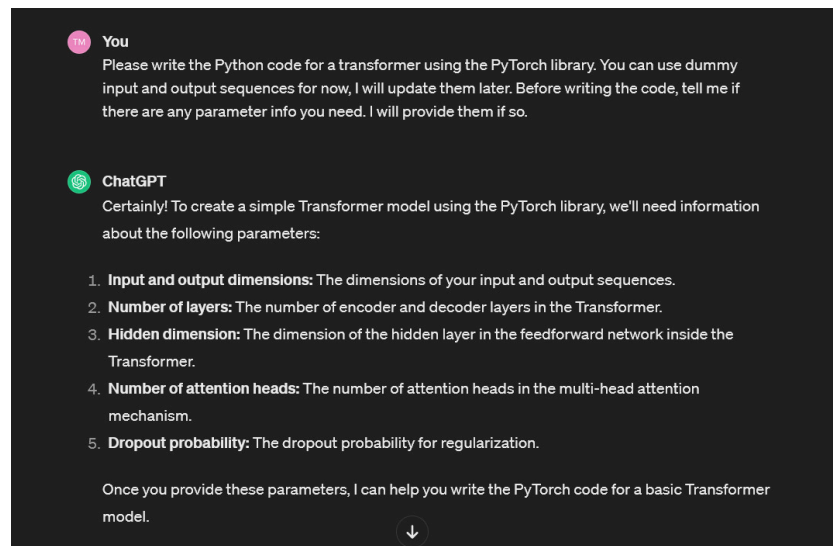 TM You
Please write the Python code for a transformer using the PyTorch library. You can use dummy
input and output sequences for now, I will update them later. Before writing the code, tell me if
there are any parameter info you need. I will provide them if so.
ChatGPT
Certainly! To create a simple Transformer model using the PyTorch library, we'll need information
about the following parameters:
1. Input and output dimensions: The dimensions of your input and output sequences.
2. Number of layers: The number of encoder and decoder layers in the Transformer.
3. Hidden dimension: The dimension of the hidden layer in the feedforward network inside the
Transformer.
4. Number of attention heads: The number of attention heads in the multi-head attention
mechanism.
5. Dropout probability: The dropout probability for regularization.
Once you provide these parameters, I can help you write the PyTorch code for a basic Transformer
model.